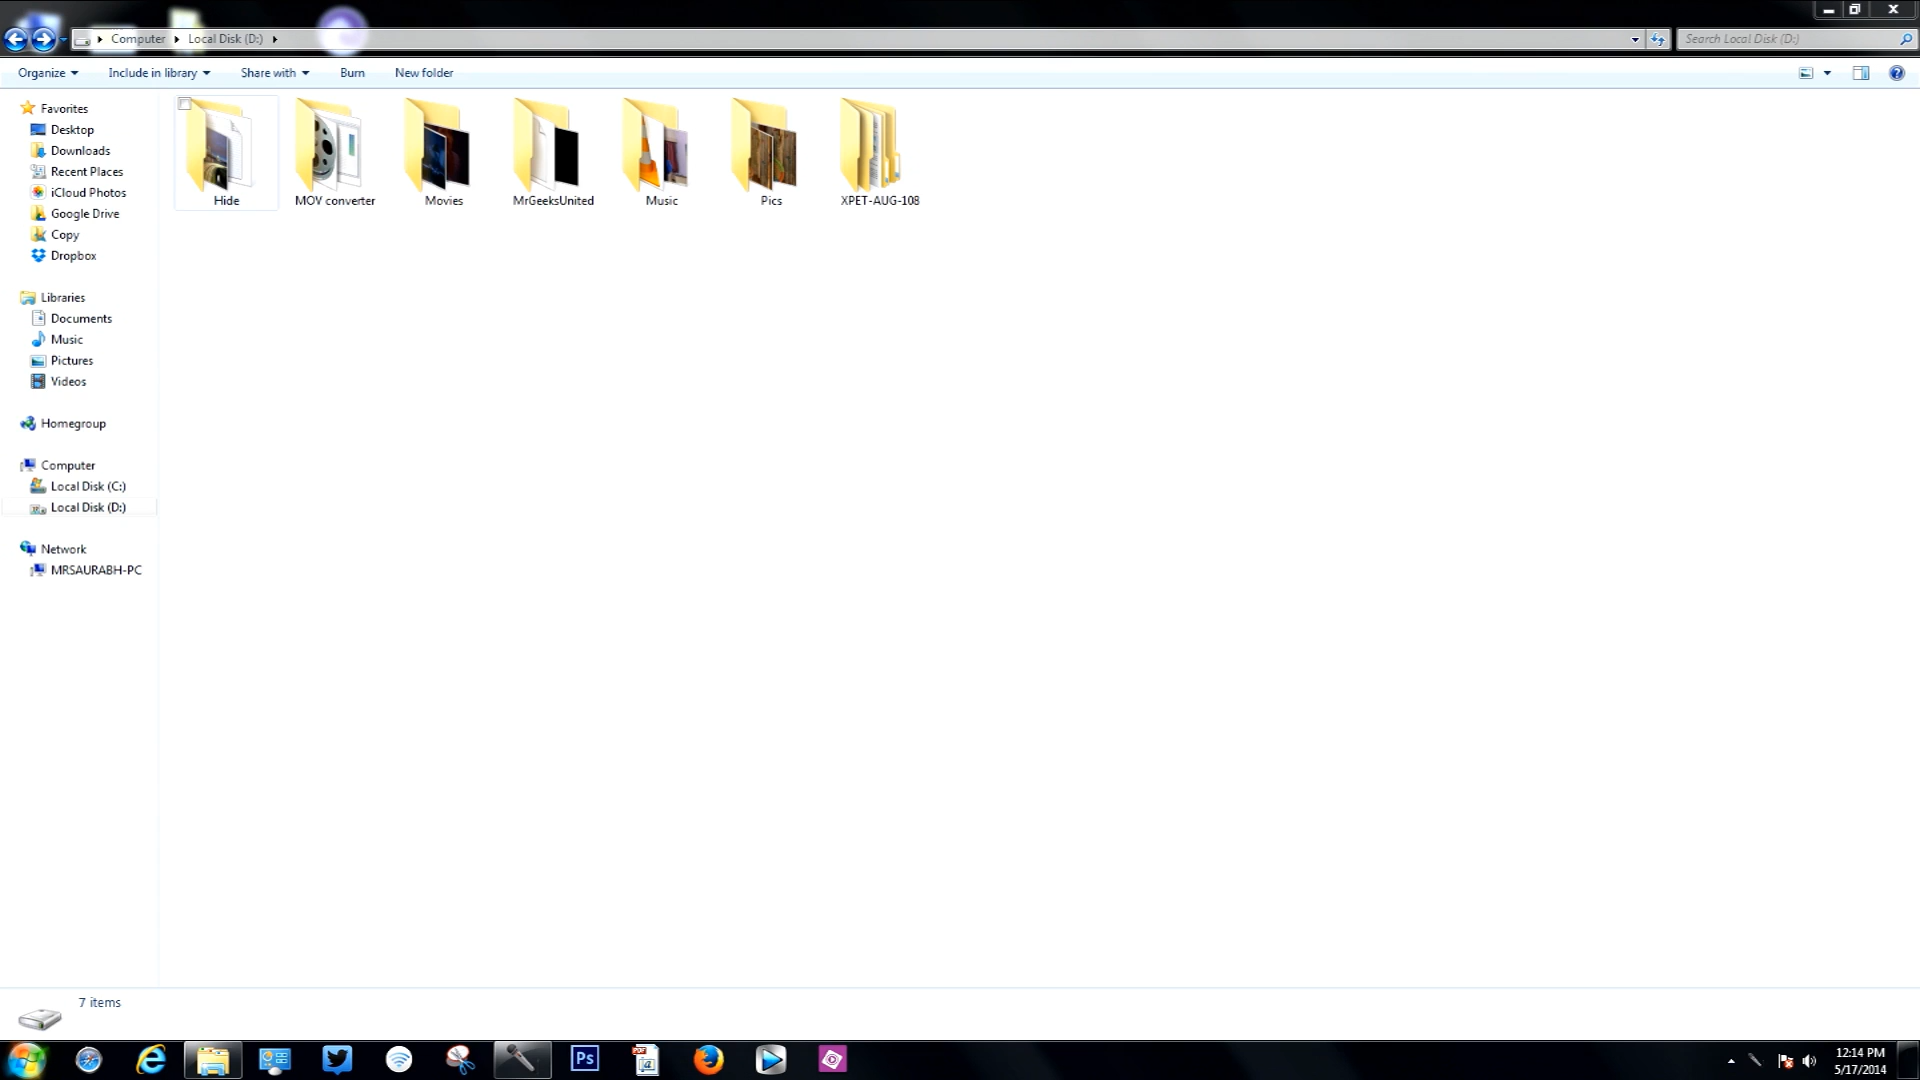 Computer Local Disk (D:) Search Local Disk (D:)
Organize Include in library Share with Burn New folder
Favorites
Desktop
Downloads
Recent Places
iCloud Photos
Google Drive
Copy
Dropbox
Libraries
Documents
Music
Pictures
Videos
Homegroup
Computer
Local Disk (C:)
Local Disk (D:)
Network
MRSAURABH-PC
Hide MOV converter Movies MrGeeksUnited Music Pics XPET-AUG-108
7 items
Ps
PDF
a
12:14 PM
5/17/2014